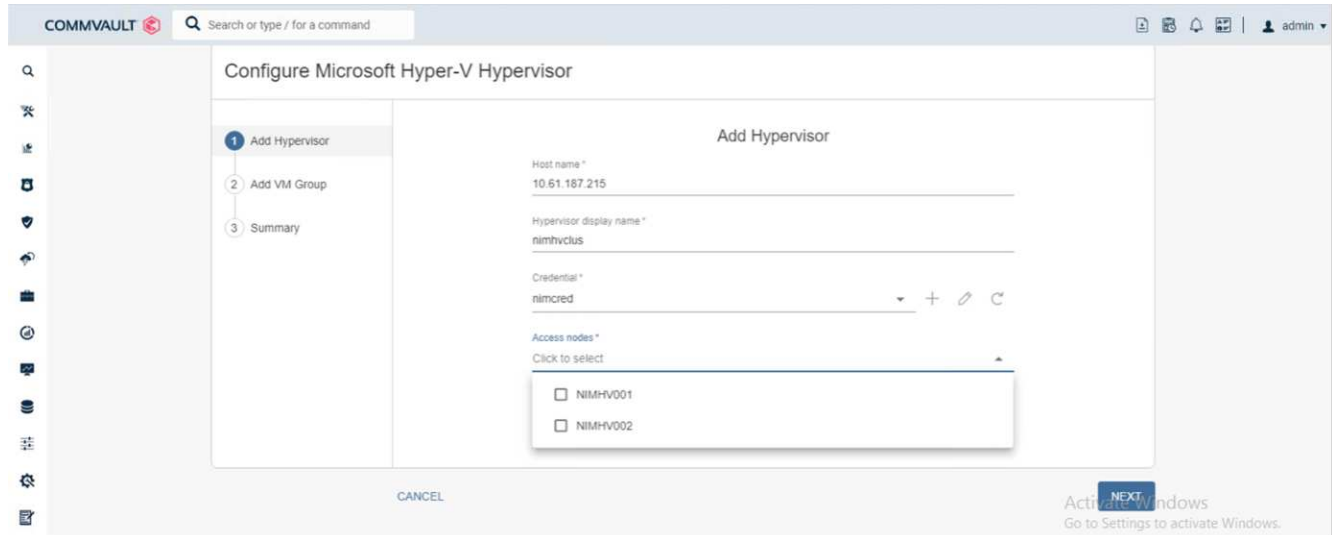 COMMVAULT
Search or type / for a command
admin
Configure Microsoft Hyper-V Hypervisor
1 Add Hypervisor
2 Add VM Group
3 Summary
Add Hypervisor
Host name *
10.61.187.215
Hypervisor display name *
nimhvclus
Credential *
nimcred
Access nodes *
Click to select
NIMHV001
NIMHV002
CANCEL
NEXT
Activate Windows
Go to Settings to activate Windows.